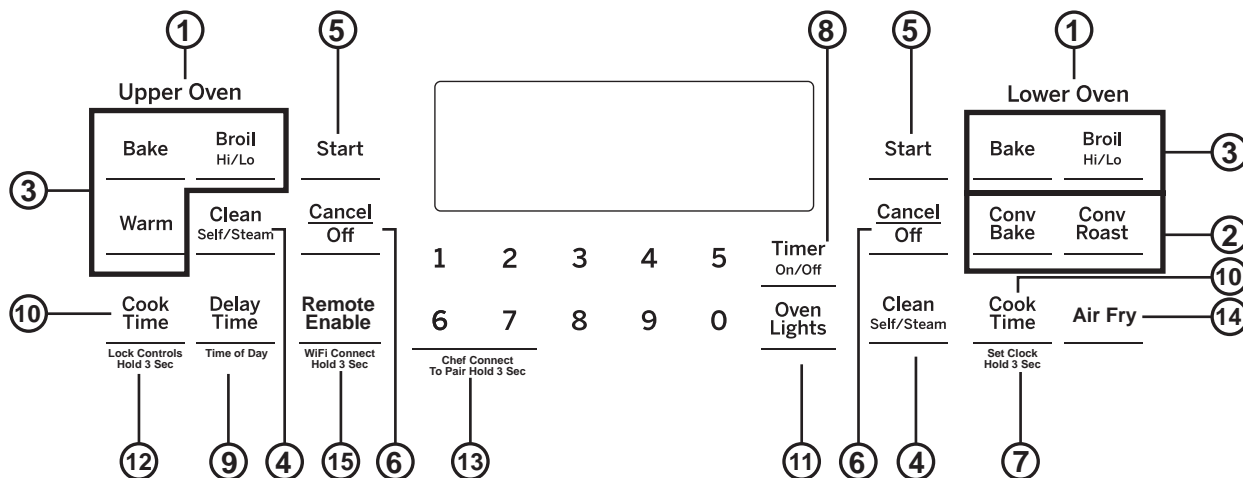 1
5
8
5
1
Upper Oven
Lower Oven
Bake
Broil
Hi/Lo
Start
Start
Bake
Broil
Hi/Lo
3
3
Warm
Clean
Self/Steam
Cancel
Off
Cancel
Off
Conv
Bake
Conv
Roast
2
1 2 3 4 5
Timer
On/Off
6
10
10
Cook
Time
Delay
Time
Remote
Enable
6 7 8 9 0
Oven
Lights
Clean
Self/Steam
Cook
Time
Air Fry
14
Lock Controls
Hold 3 Sec
Time of Day
WiFi Connect
Hold 3 Sec
Chef Connect
To Pair Hold 3 Sec
Set Clock
Hold 3 Sec
12
9
4
15
6
13
11
6
4
7